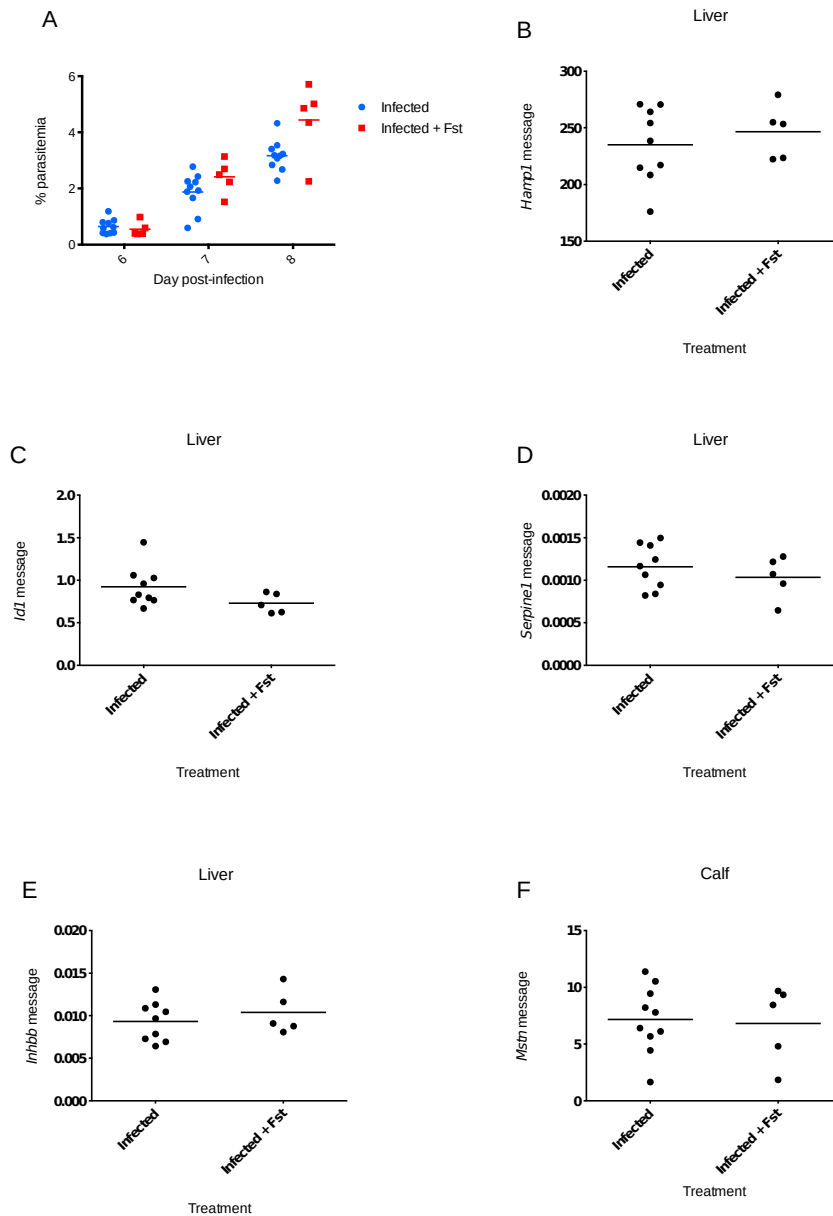 A
6
4
2
0
% parasitemia
6
7
8
Day post-infection
Infected
Infected + Fst
B
Liver
300
250
200
150
Hamp1 message
Infected
Infected + Fst
Treatment
C
Liver
2.0
1.5
1.0
0.5
0.0
Id1 message
Infected
Infected + Fst
Treatment
D
Liver
0.0020
0.0015
0.0010
0.0005
0.0000
Serpine1 message
Infected
Infected + Fst
Treatment
E
Liver
0.020
0.015
0.010
0.005
0.000
Inhbb message
Infected
Infected + Fst
Treatment
F
Calf
15
10
5
0
Mstn message
Infected
Infected + Fst
Treatment